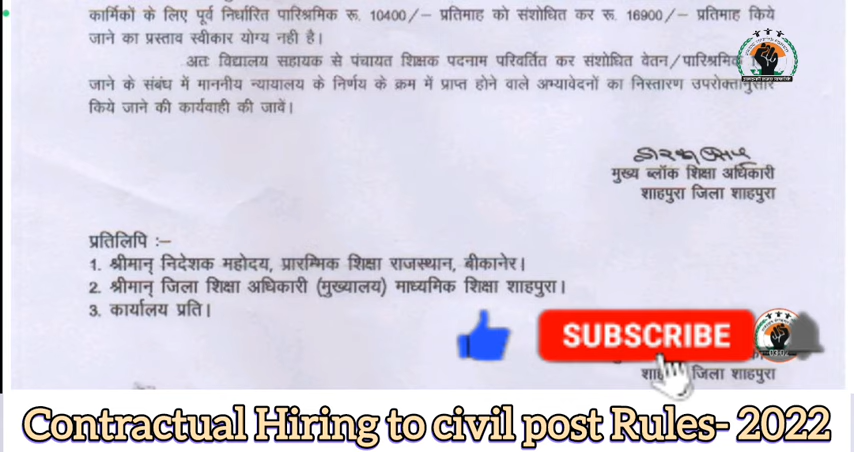 कार्मिकों के लिए पूर्व निर्धारित पारिश्रमिक रू. 10400/– प्रतिमाह को संशोधित कर रू. 16900/– प्रतिमाह किये
जाने का प्रस्ताव स्वीकार योग्य नही है।
अतः विद्यालय सहायक से पंचायत शिक्षक पदनाम परिवर्तित कर संशोधित वेतन/पारिश्रमि
जाने के संबंध में माननीय न्यायालय के निर्णय के क्रम में प्राप्त होने वाले अभ्यावेदनों का निस्तारण उपरोक्तानुसार
किये जाने की कार्यवाही की जावें।
मुख्य ब्लॉक शिक्षा अधिकारी
शाहपुरा जिला शाहपुरा
प्रतिलिपि :–
1. श्रीमान् निदेशक महोदय, प्रारम्भिक शिक्षा राजस्थान, बीकानेर।
2. श्रीमान् जिला शिक्षा अधिकारी (मुख्यालय) माध्यमिक शिक्षा शाहपुरा।
3. कार्यालय प्रति।
SUBSCRIBE
जिला शाहपुरा
Contractual Hiring to civil post Rules- 2022